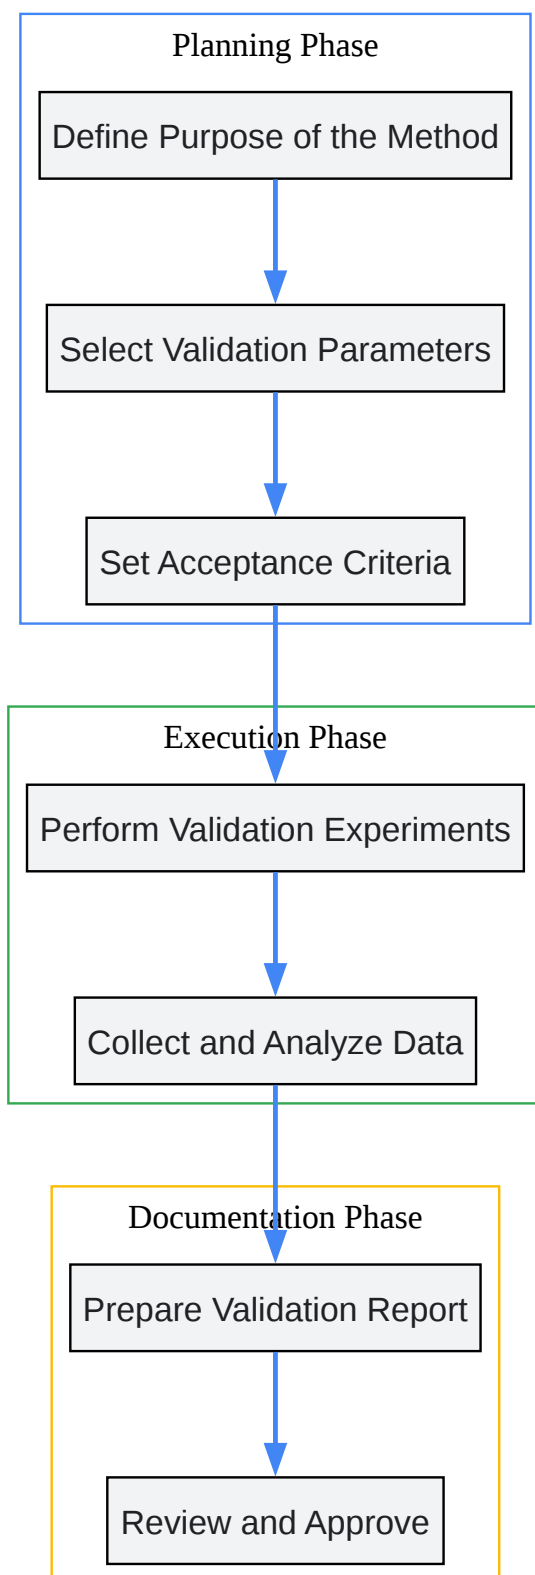 Planning Phase
Define Purpose of the Method
Select Validation Parameters
Set Acceptance Criteria
Execution Phase
Perform Validation Experiments
Collect and Analyze Data
Documentation Phase
Prepare Validation Report
Review and Approve